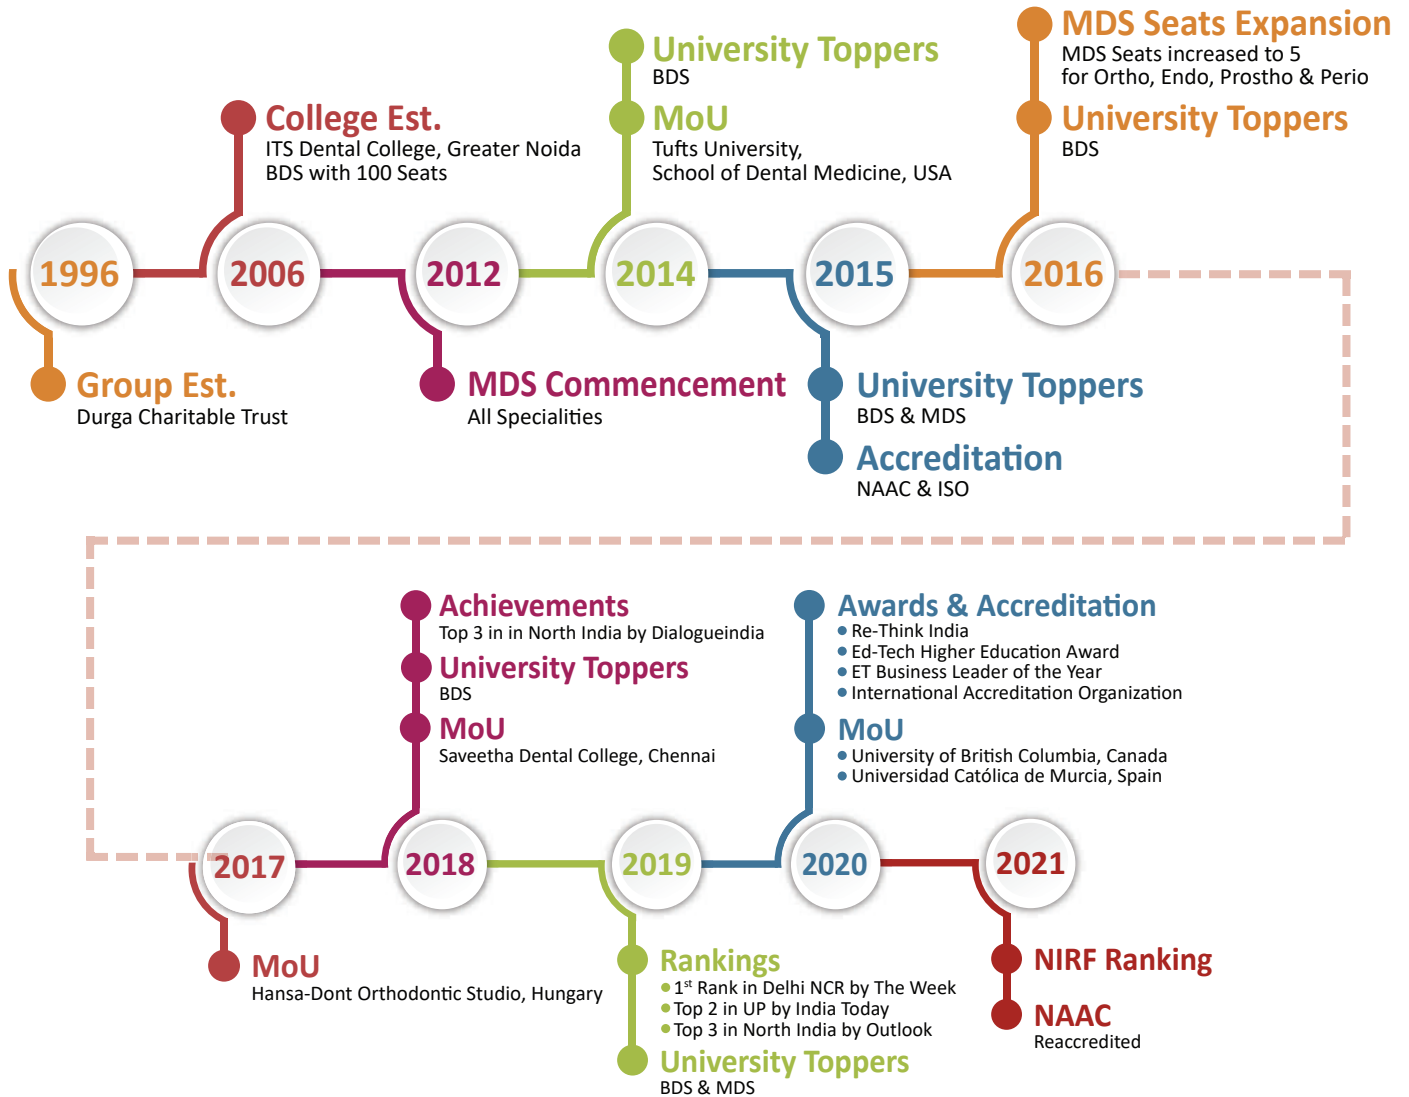 1996
Group Est.
Durga Charitable Trust
2006
College Est.
ITS Dental College, Greater Noida
BDS with 100 Seats
2012
MDS Commencement
All Specialities
2014
University Toppers
BDS
MoU
Tufts University,
School of Dental Medicine, USA
2015
University Toppers
BDS & MDS
Accreditation
NAAC & ISO
2016
MDS Seats Expansion
MDS Seats increased to 5
for Ortho, Endo, Prostho & Perio
University Toppers
BDS
2017
MoU
Hansa-Dont Orthodontic Studio, Hungary
2018
Achievements
Top 3 in in North India by Dialogueindia
University Toppers
BDS
MoU
Saveetha Dental College, Chennai
2019
Rankings
• 1st Rank in Delhi NCR by The Week
• Top 2 in UP by India Today
• Top 3 in North India by Outlook
University Toppers
BDS & MDS
2020
Awards & Accreditation
• Re-Think India
• Ed-Tech Higher Education Award
• ET Business Leader of the Year
• International Accreditation Organization
MoU
• University of British Columbia, Canada
• Universidad Católica de Murcia, Spain
2021
NIRF Ranking
NAAC
Reaccredited